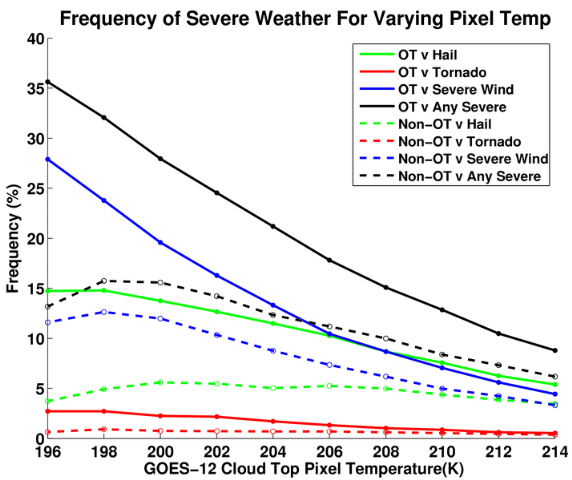 Frequency of Severe Weather For Varying Pixel Temp
40
35
30
25
20
15
10
5
0
Frequency (%)
OT v Hail
OT v Tornado
OT v Severe Wind
OT v Any Severe
Non−OT v Hail
Non−OT v Tornado
Non−OT v Severe Wind
Non−OT v Any Severe
196 198 200 202 204 206 208 210 212 214
GOES−12 Cloud Top Pixel Temperature(K)